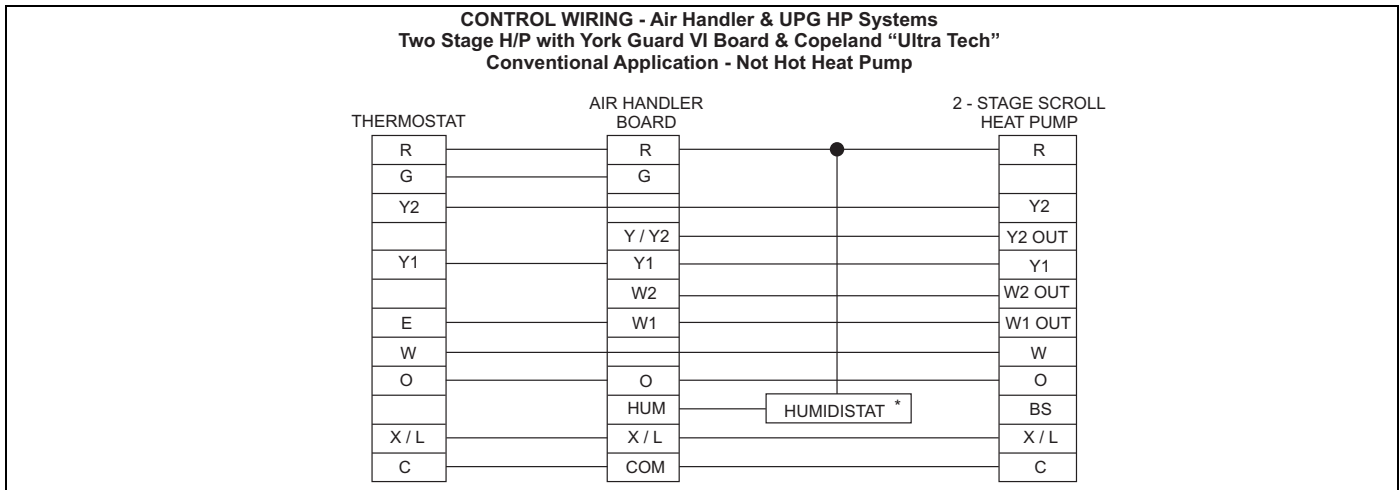 CONTROL WIRING - Air Handler & UPG HP Systems
Two Stage H/P with York Guard VI Board & Copeland “Ultra Tech”
Conventional Application - Not Hot Heat Pump
THERMOSTAT
AIR HANDLER
BOARD
2 - STAGE SCROLL
HEAT PUMP
R R R
G G
Y2 Y2
Y / Y2 Y2 OUT
Y1 Y1 Y1
W2 W2 OUT
E W1 W1 OUT
W W
O O O
HUM HUMIDISTAT * BS
X / L X / L X / L
C COM C